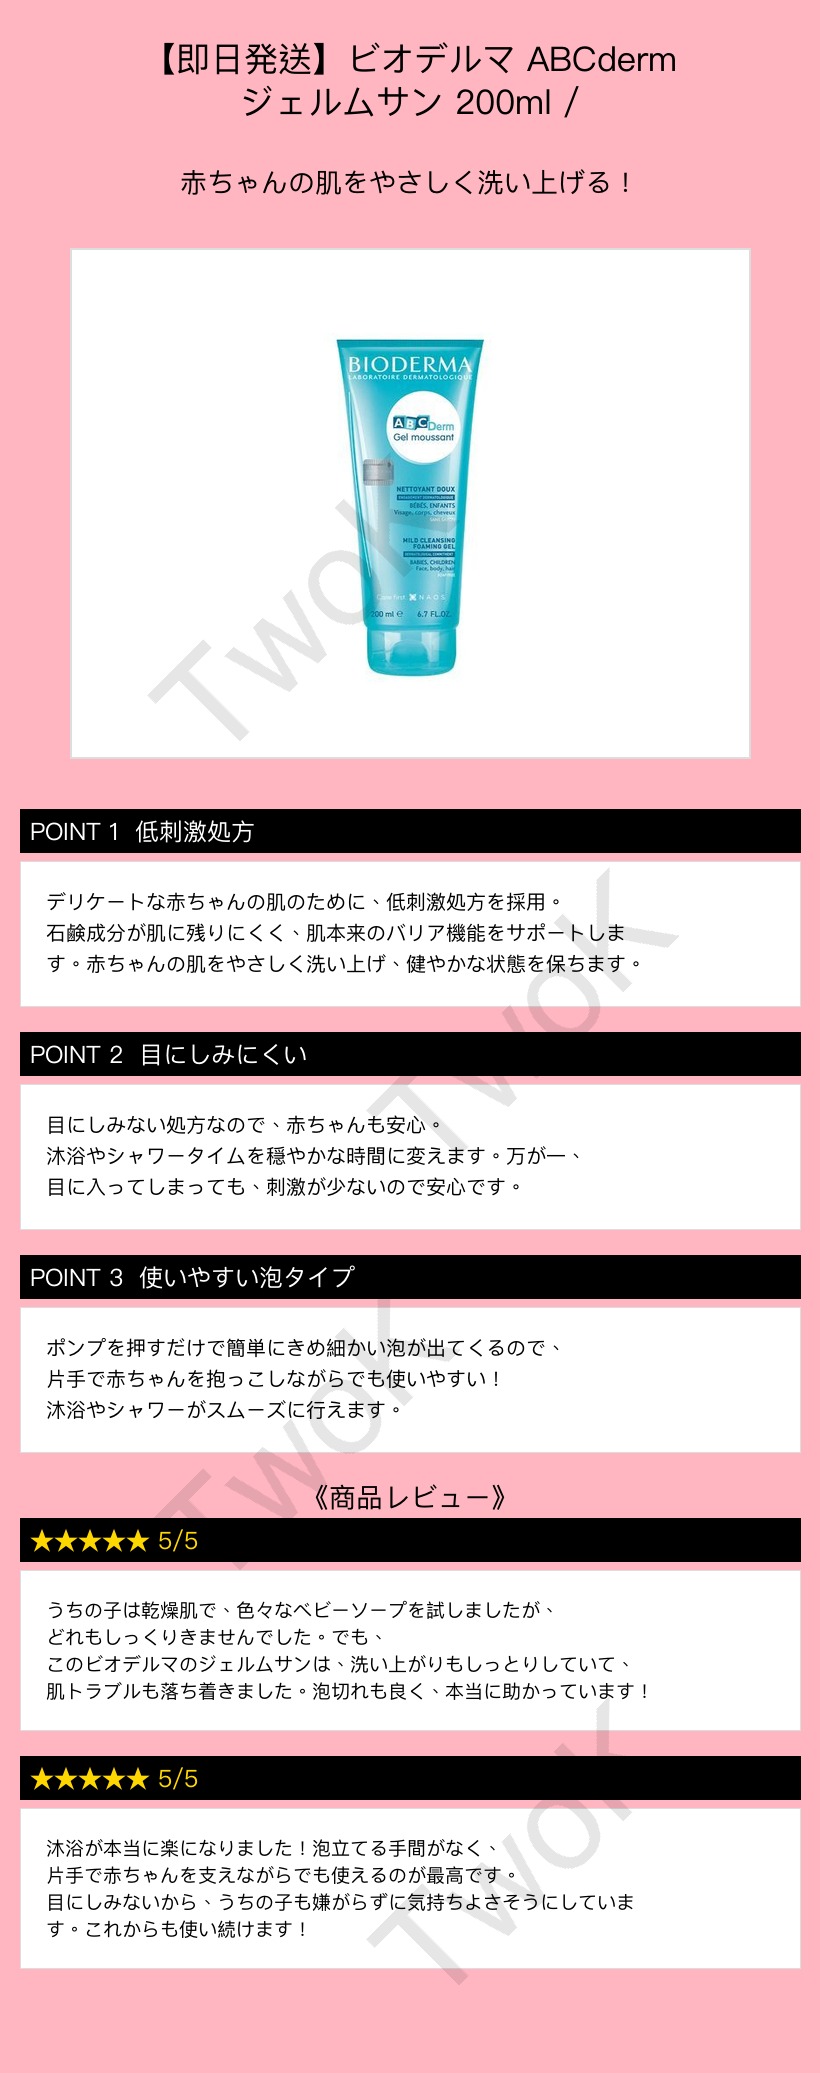 【即日発送】ビオデルマ ABCderm
ジェルムサン 200ml /
赤ちゃんの肌をやさしく洗い上げる！
BIODERMA
LABORATOIRE DERMATOLOGIQUE
ABCDerm
Gel moussant
NETTOYANT DOUX
BÉBÉS, ENFANTS
Visage, corps, cheveux
MILD CLEANSING
FOAMING GEL
BABIES, CHILDREN
Face, body, hair
Care first NAOS
200 ml e 6.7 FL.OZ.
TwoK
POINT 1 低刺激処方
デリケートな赤ちゃんの肌のために、低刺激処方を採用。
石鹸成分が肌に残りにくく、肌本来のバリア機能をサポートしま
す。赤ちゃんの肌をやさしく洗い上げ、健やかな状態を保ちます。
TwoK
POINT 2 目にしみにくい
目にしみない処方なので、赤ちゃんも安心。
沐浴やシャワータイムを穏やかな時間に変えます。万が一、
目に入ってしまっても、刺激が少ないので安心です。
POINT 3 使いやすい泡タイプ
ポンプを押すだけで簡単にきめ細かい泡が出てくるので、
片手で赤ちゃんを抱っこしながらでも使いやすい！
沐浴やシャワーがスムーズに行えます。
TwoK
《商品レビュー》
★★★★★ 5/5
うちの子は乾燥肌で、色々なベビーソープを試しましたが、
どれもしっくりきませんでした。でも、
このビオデルマのジェルムサンは、洗い上がりもしっとりしていて、
肌トラブルも落ち着きました。泡切れも良く、本当に助かっています！
★★★★★ 5/5
沐浴が本当に楽になりました！泡立てる手間がなく、
片手で赤ちゃんを支えながらでも使えるのが最高です。
目にしみないから、うちの子も嫌がらずに気持ちよさそうにしていま
す。これからも使い続けます！
TwoK